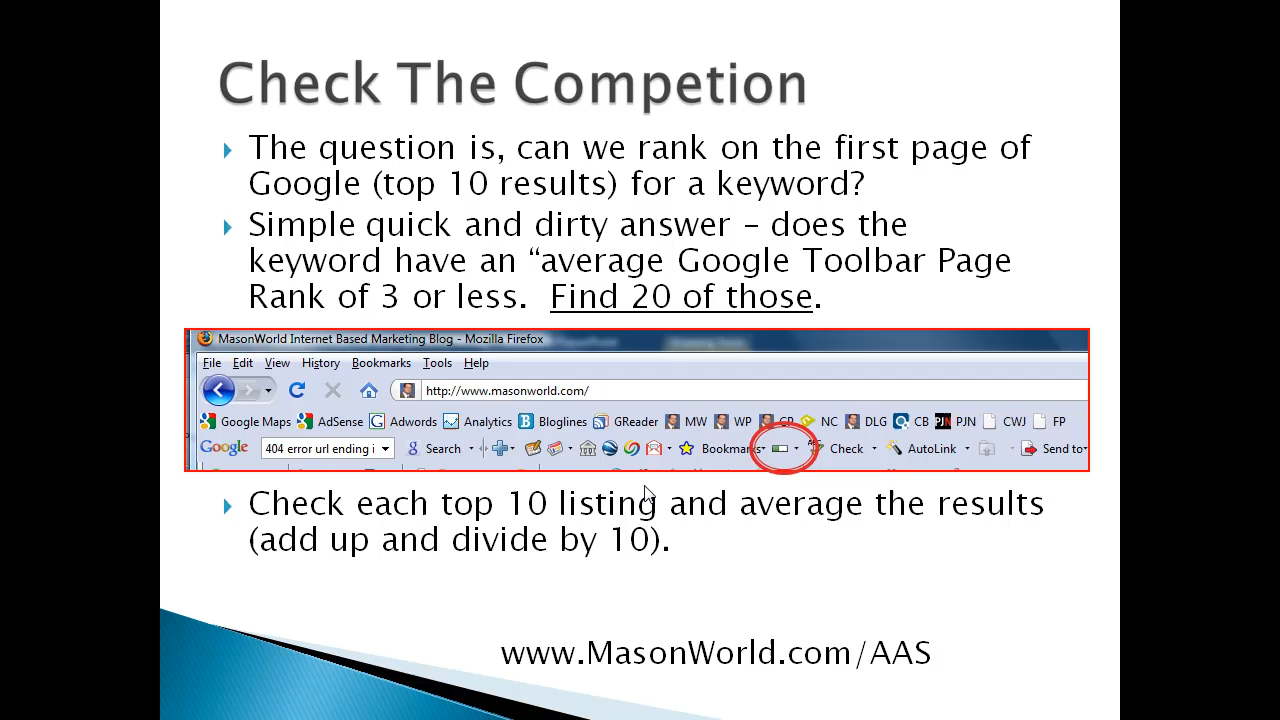 Check The Competion
The question is, can we rank on the first page of
Google (top 10 results) for a keyword?
Simple quick and dirty answer – does the
keyword have an “average Google Toolbar Page
Rank of 3 or less. Find 20 of those.
MasonWorld Internet Based Marketing Blog - Mozilla Firefox
File Edit View History Bookmarks Tools Help
http://www.masonworld.com/
Google Maps AdSense Adwords Analytics Bloglines GReader MW WP GP NC DLG CB PJN CWJ FP
Google 404 error url ending i Search Bookmarks Check AutoLink Send to
Check each top 10 listing and average the results
(add up and divide by 10).
www.MasonWorld.com/AAS